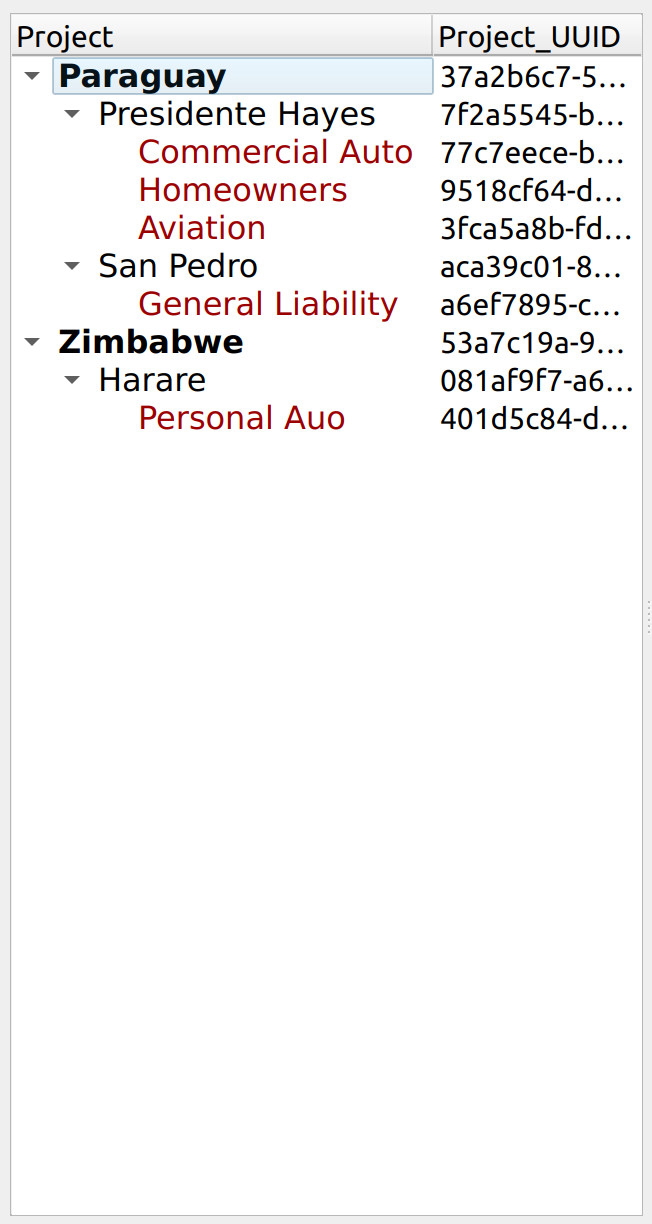 Project Project_UUID
Paraguay 37a2b6c7-5...
Presidente Hayes 7f2a5545-b...
Commercial Auto 77c7eece-b...
Homeowners 9518cf64-d...
Aviation 3fca5a8b-fd...
San Pedro aca39c01-8...
General Liability a6ef7895-c...
Zimbabwe 53a7c19a-9...
Harare 081af9f7-a6...
Personal Auo 401d5c84-d...